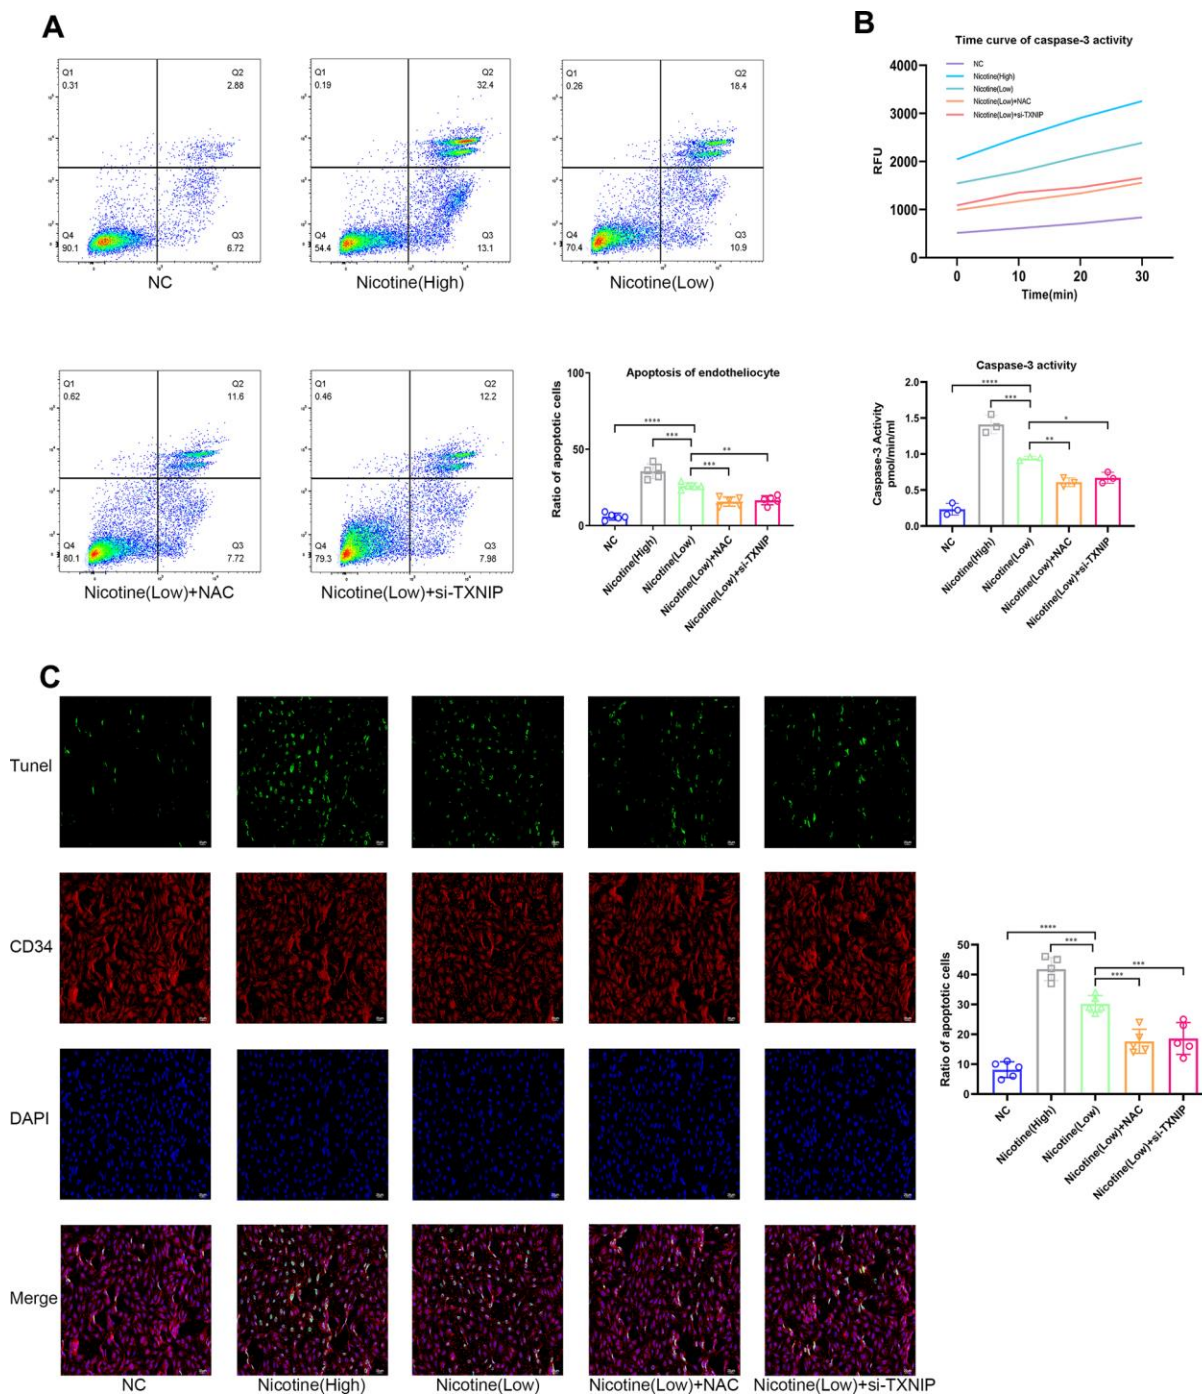 A
Q1
0.31
Q2
2.88
Q4
90.1
Q3
6.72
NC
Q1
0.19
Q2
32.4
Q4
54.4
Q3
13.1
Nicotine(High)
Q1
0.26
Q2
18.4
Q4
70.4
Q3
10.9
Nicotine(Low)
Q1
0.62
Q2
11.6
Q4
80.1
Q3
7.72
Nicotine(Low)+NAC
Q1
0.46
Q2
12.2
Q4
79.3
Q3
7.98
Nicotine(Low)+si-TXNIP
Apoptosis of endotheliocyte
Ratio of apoptotic cells
100
50
0
****
***
**
***
NC
Nicotine(High)
Nicotine(Low)
Nicotine(Low)+NAC
Nicotine(Low)+si-TXNIP
B
Time curve of caspase-3 activity
NC
Nicotine(High)
Nicotine(Low)
Nicotine(Low)+NAC
Nicotine(Low)+si-TXNIP
RFU
4000
3000
2000
1000
0
0 10 20 30
Time(min)
Caspase-3 activity
Caspase-3 Activity
pmol/min/ml
2.0
1.5
1.0
0.5
0.0
****
***
*
**
NC
Nicotine(High)
Nicotine(Low)
Nicotine(Low)+NAC
Nicotine(Low)+si-TXNIP
C
Tunel
CD34
DAPI
Merge
NC
Nicotine(High)
Nicotine(Low)
Nicotine(Low)+NAC
Nicotine(Low)+si-TXNIP
Ratio of apoptotic cells
50
40
30
20
10
0
****
***
***
***
NC
Nicotine(High)
Nicotine(Low)
Nicotine(Low)+NAC
Nicotine(Low)+si-TXNIP